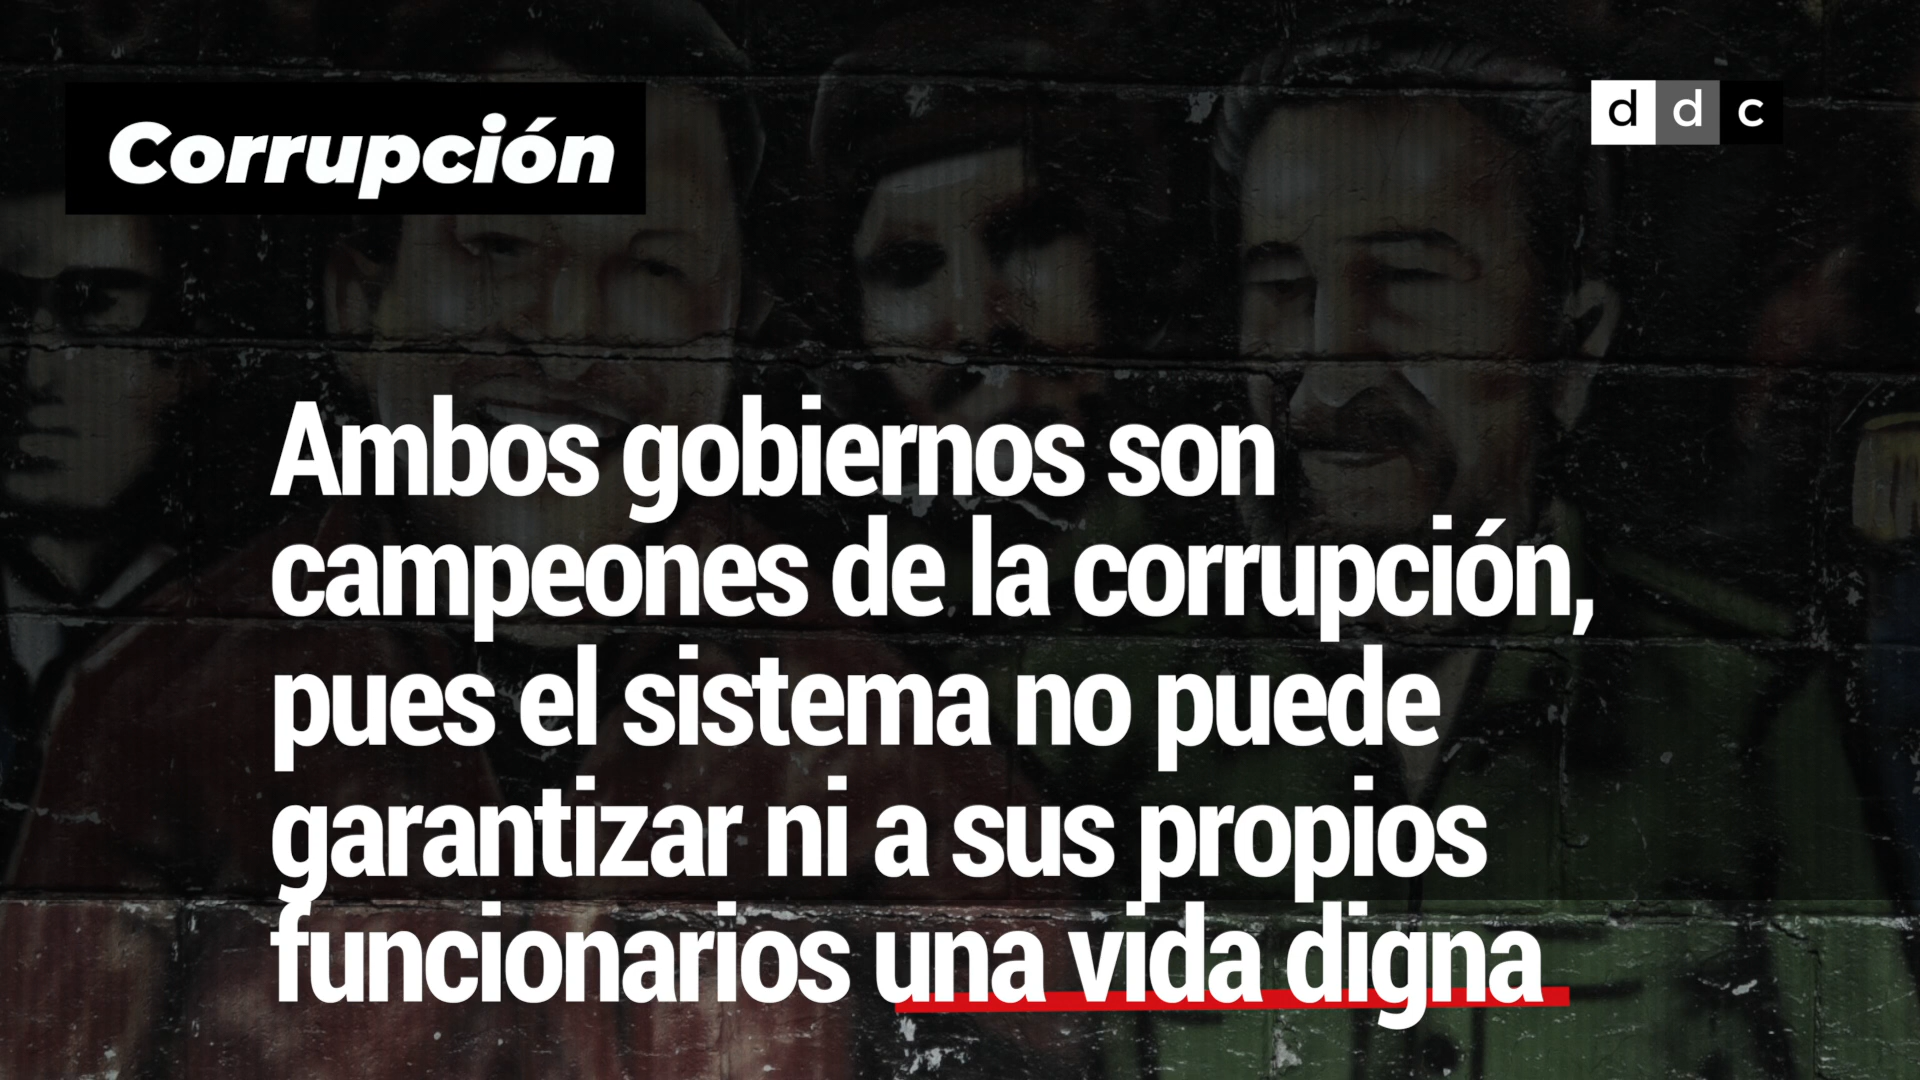 Corrupción
d d c
Ambos gobiernos son
campeones de la corrupción,
pues el sistema no puede
garantizar ni a sus propios
funcionarios una vida digna